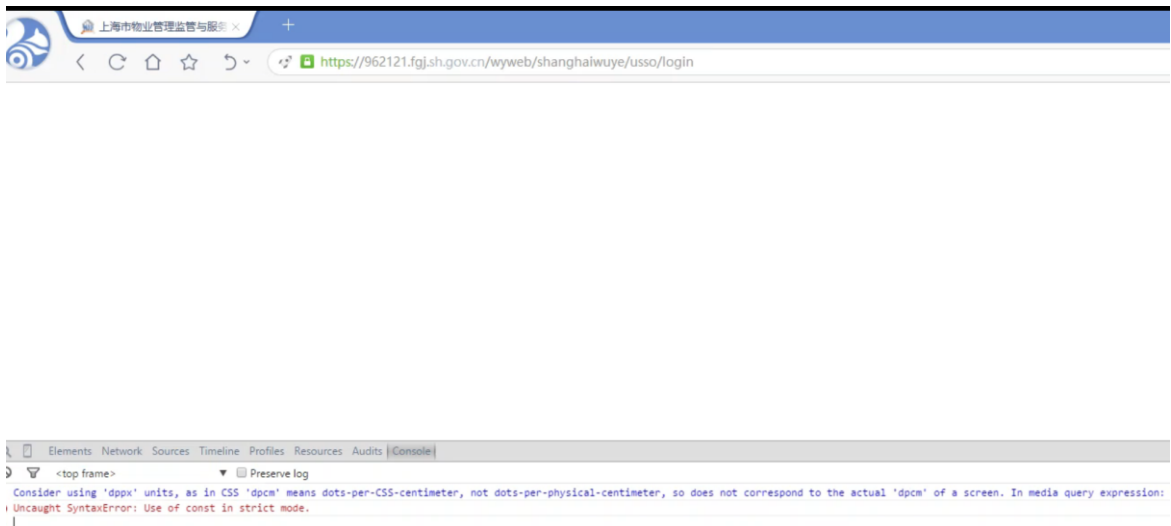 上海市物业管理监管与服务
https://962121.fgj.sh.gov.cn/wyweb/shanghaiwuye/usso/login
Elements Network Sources Timeline Profiles Resources Audits Console
<top frame> ▼ Preserve log
Consider using 'dppx' units, as in CSS 'dpcm' means dots-per-CSS-centimeter, not dots-per-physical-centimeter, so does not correspond to the actual 'dpcm' of a screen. In media query expression:
Uncaught SyntaxError: Use of const in strict mode.